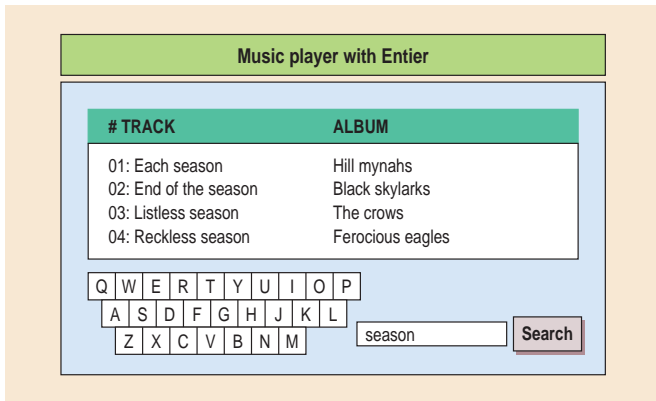 Music player with Entier
# TRACK ALBUM
01: Each season Hill mynahs
02: End of the season Black skylarks
03: Listless season The crows
04: Reckless season Ferocious eagles
Q W E R T Y U I O P
A S D F G H J K L
Z X C V B N M
season Search